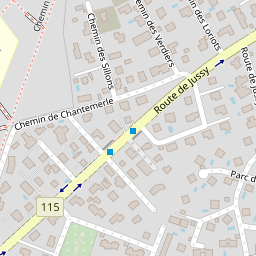 Chemin
Chemin des Sillons
Chemin des Verdiers
Chemin des Loriots
Route de Jussy
Route de Ju
Chemin de Chantemerle
Parc d
115